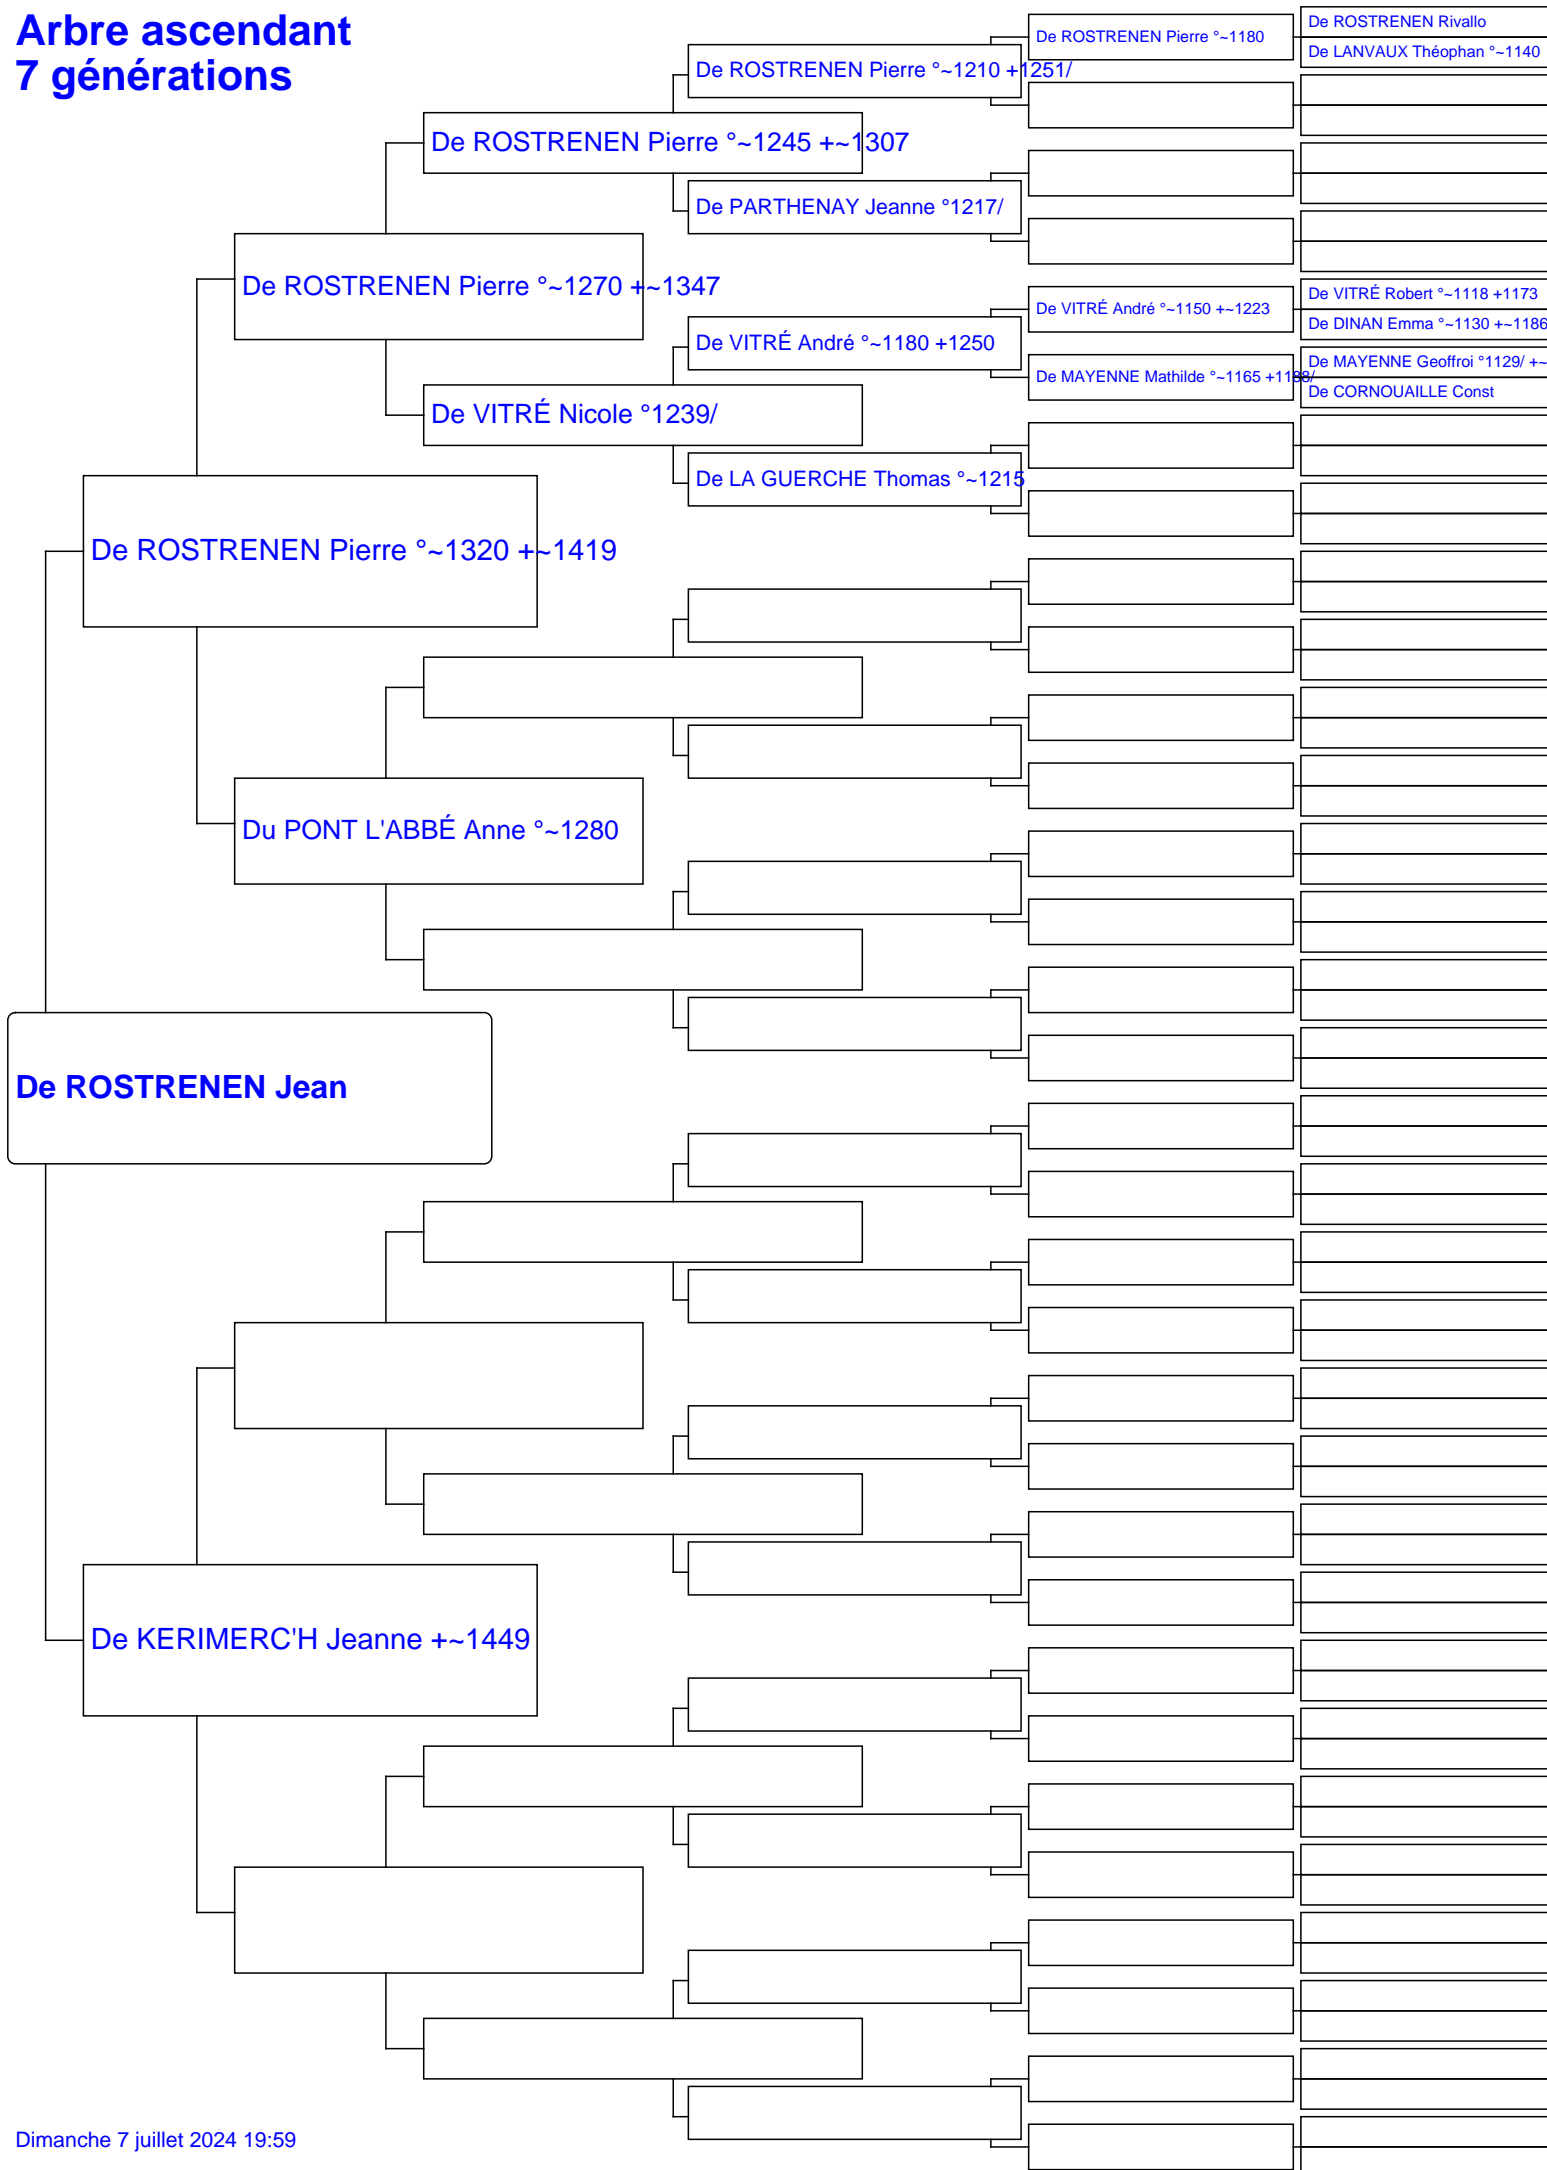 Arbre ascendant
7 générations
De ROSTRENEN Rivallo
De ROSTRENEN Pierre °~1180
De LANVAUX Théophan °~1140
De ROSTRENEN Pierre °~1210 +1251/
De ROSTRENEN Pierre °~1245 +~1307
De PARTHENAY Jeanne °1217/
De ROSTRENEN Pierre °~1270 +~1347
De VITRÉ Robert °~1118 +1173
De VITRÉ André °~1150 +~1223
De DINAN Emma °~1130 +~1186
De VITRÉ André °~1180 +1250
De MAYENNE Geoffroi °1129/ +~
De MAYENNE Mathilde °~1165 +1188/
De CORNOUAILLE Const
De VITRÉ Nicole °1239/
De LA GUERCHE Thomas °~1215
De ROSTRENEN Pierre °~1320 +~1419
Du PONT L'ABBÉ Anne °~1280
De ROSTRENEN Jean
De KERIMERC'H Jeanne +~1449
Dimanche 7 juillet 2024 19:59